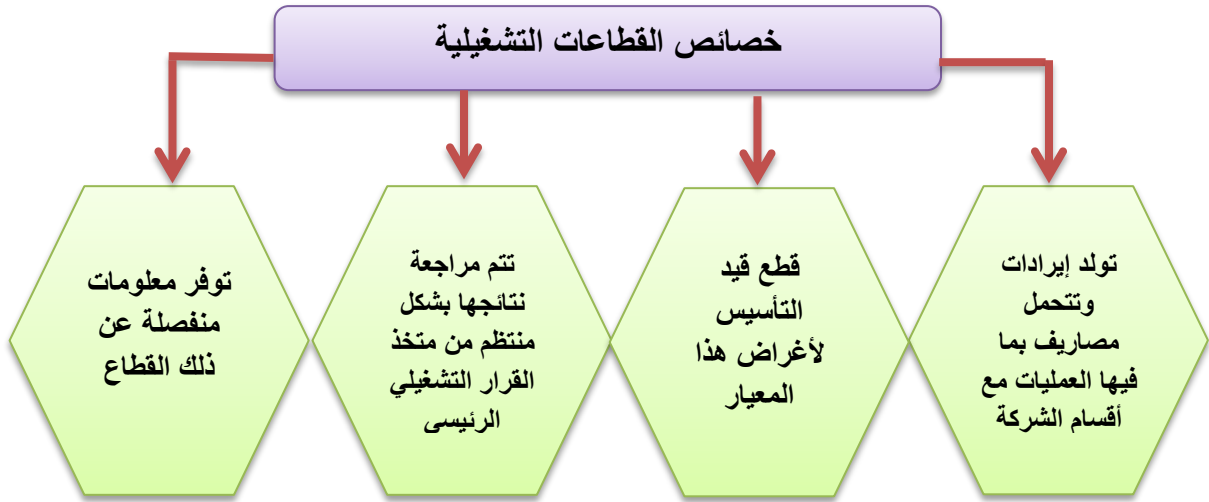 خصائص القطاعات التشغيلية
تولد إيرادات
وتتحمل
مصاريف بما
فيها العمليات مع
أقسام الشركة
قطع قيد
التأسيس
لأغراض هذا
المعيار
تتم مراجعة
نتائجها بشكل
منتظم من متخذ
القرار التشغيلي
الرئيسى
توفر معلومات
منفصلة عن
ذلك القطاع